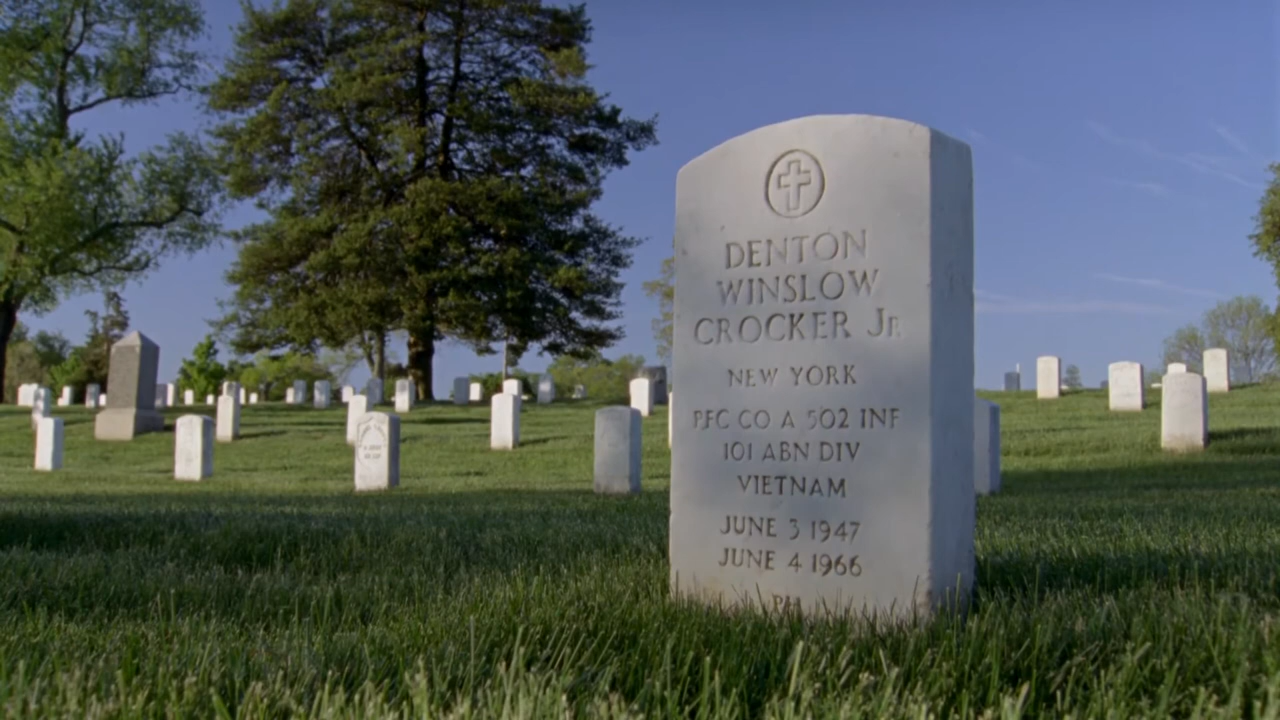 DENTON
WINSLOW
CROCKER JR
NEW YORK
PFC CO A 502 INF
101 ABN DIV
VIETNAM
JUNE 3 1947
JUNE 4 1966
PH